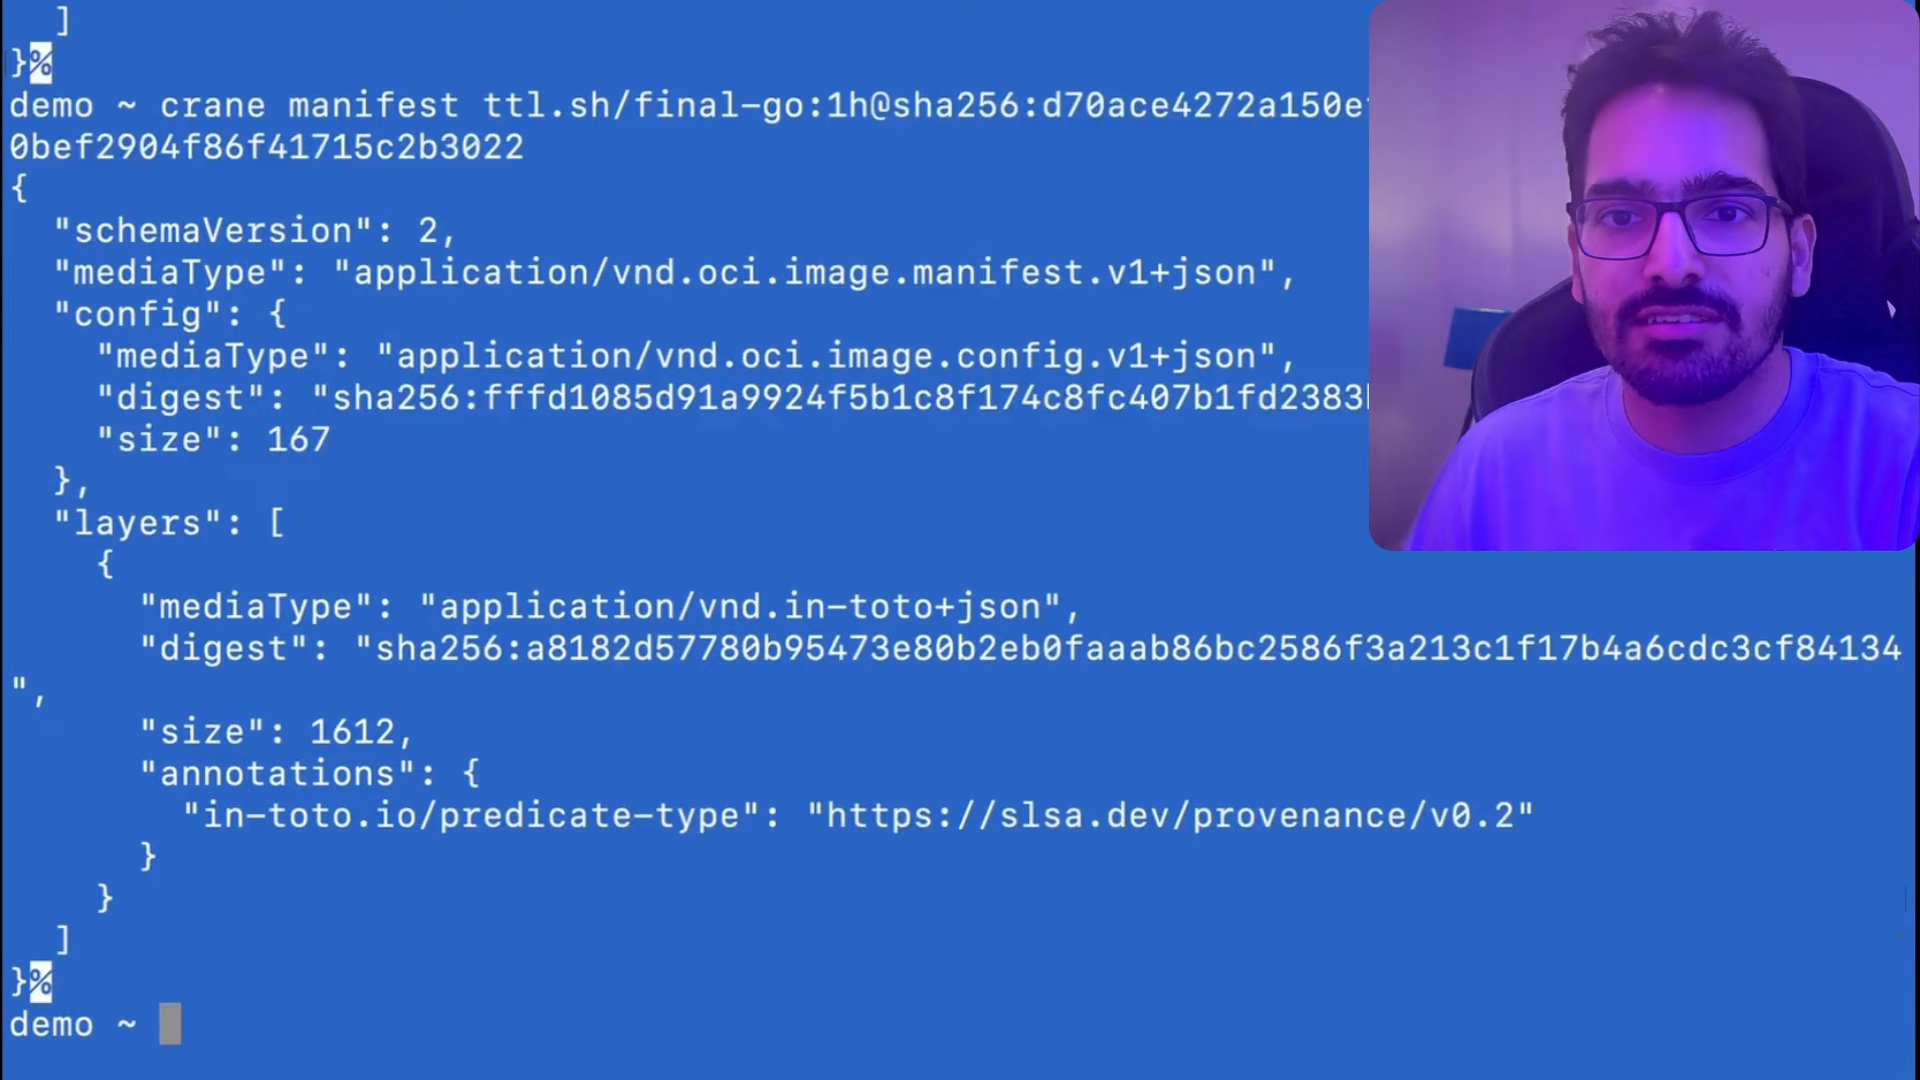 ]
}%
demo ~ crane manifest ttl.sh/final-go:1h@sha256:d70ace4272a150e
0bef2904f86f41715c2b3022
{
"schemaVersion": 2,
"mediaType": "application/vnd.oci.image.manifest.v1+json",
"config": {
"mediaType": "application/vnd.oci.image.config.v1+json",
"digest": "sha256:fffd1085d91a9924f5b1c8f174c8fc407b1fd2383
"size": 167
},
"layers": [
{
"mediaType": "application/vnd.in-toto+json",
"digest": "sha256:a8182d57780b95473e80b2eb0faaab86bc2586f3a213c1f17b4a6cdc3cf84134
",
"size": 1612,
"annotations": {
"in-toto.io/predicate-type": "https://slsa.dev/provenance/v0.2"
}
}
]
}%
demo ~